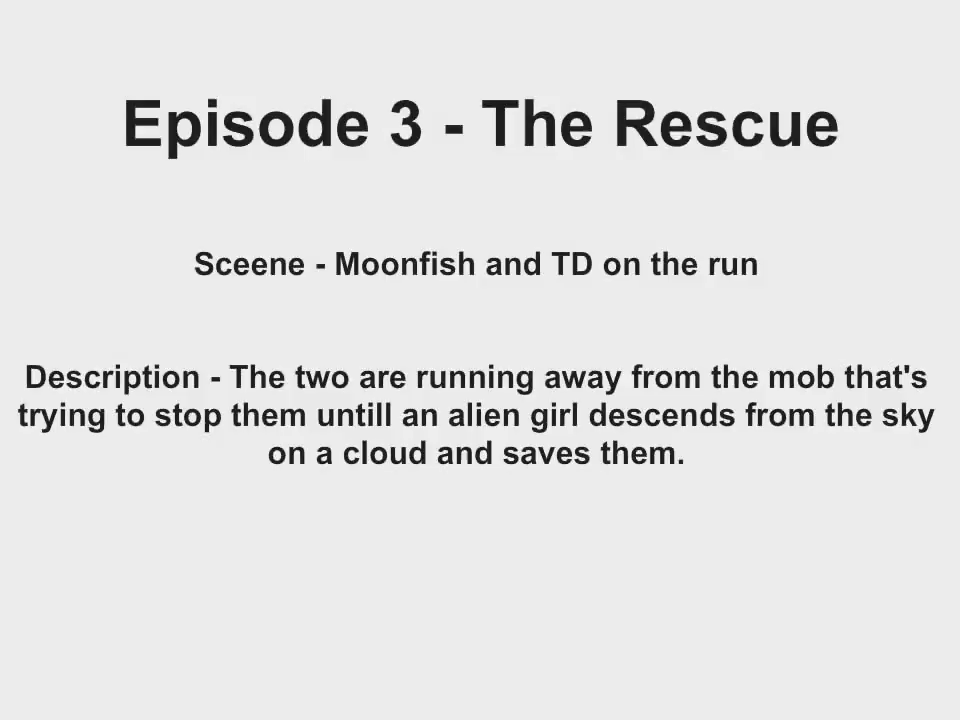 Episode 3 - The Rescue
Sceene - Moonfish and TD on the run
Description - The two are running away from the mob that's
trying to stop them untill an alien girl descends from the sky
on a cloud and saves them.